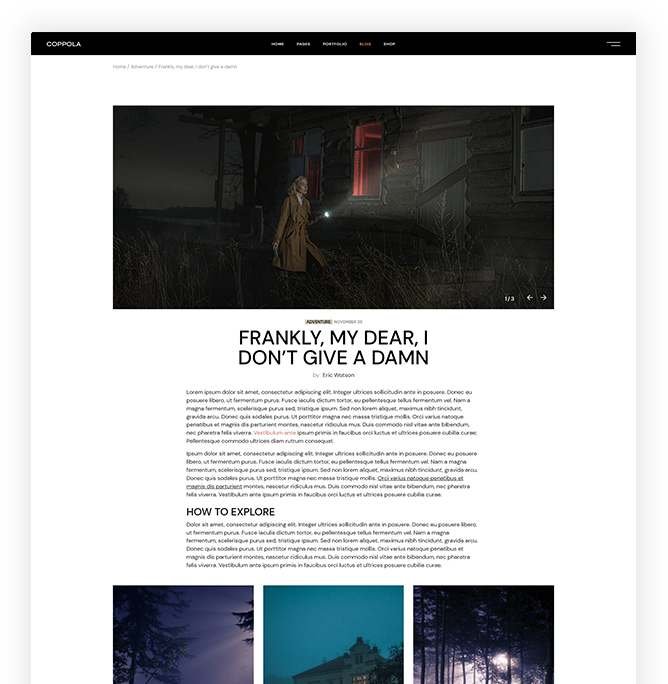 COPPOLA HOME PAGES PORTFOLIO BLOG SHOP
Home / Adventure / Frankly, my dear, I don't give a damn
1 / 3
ADVENTURE NOVEMBER 26
FRANKLY, MY DEAR, I
DON'T GIVE A DAMN
by Eric Watson
Lorem ipsum dolor sit amet, consectetur adipiscing elit. Integer ultrices sollicitudin ante in posuere. Donec eu
posuere libero, ut fermentum purus. Fusce iaculis dictum tortor, eu pellentesque tellus fermentum vel. Nam a
magna fermentum, scelerisque purus sed, tristique ipsum. Sed non lorem aliquet, maximus nibh tincidunt,
gravida arcu. Donec quis sodales purus. Ut porttitor magna nec massa tristique mollis. Orci varius natoque
penatibus et magnis dis parturient montes, nascetur ridiculus mus. Duis commodo nisl vitae ante bibendum,
nec pharetra felis viverra. Vestibulum ante ipsum primis in faucibus orci luctus et ultrices posuere cubilia curae;
Pellentesque commodo ultrices diam rutrum consequat.
Ipsum dolor sit amet, consectetur adipiscing elit. Integer ultrices sollicitudin ante in posuere. Donec eu posuere
libero, ut fermentum purus. Fusce iaculis dictum tortor, eu pellentesque tellus fermentum vel. Nam a magna
fermentum, scelerisque purus sed, tristique ipsum. Sed non lorem aliquet, maximus nibh tincidunt, gravida arcu.
Donec quis sodales purus. Ut porttitor magna nec massa tristique mollis. Orci varius natoque penatibus et
magnis dis parturient montes, nascetur ridiculus mus. Duis commodo nisl vitae ante bibendum, nec pharetra
felis viverra. Vestibulum ante ipsum primis in faucibus orci luctus et ultrices posuere cubilia curae.
HOW TO EXPLORE
Dolor sit amet, consectetur adipiscing elit. Integer ultrices sollicitudin ante in posuere. Donec eu posuere libero,
ut fermentum purus. Fusce iaculis dictum tortor, eu pellentesque tellus fermentum vel. Nam a magna
fermentum, scelerisque purus sed, tristique ipsum. Sed non lorem aliquet, maximus nibh tincidunt, gravida arcu.
Donec quis sodales purus. Ut porttitor magna nec massa tristique mollis. Orci varius natoque penatibus et
magnis dis parturient montes, nascetur ridiculus mus. Duis commodo nisl vitae ante bibendum, nec pharetra
felis viverra. Vestibulum ante ipsum primis in faucibus orci luctus et ultrices posuere cubilia curae.